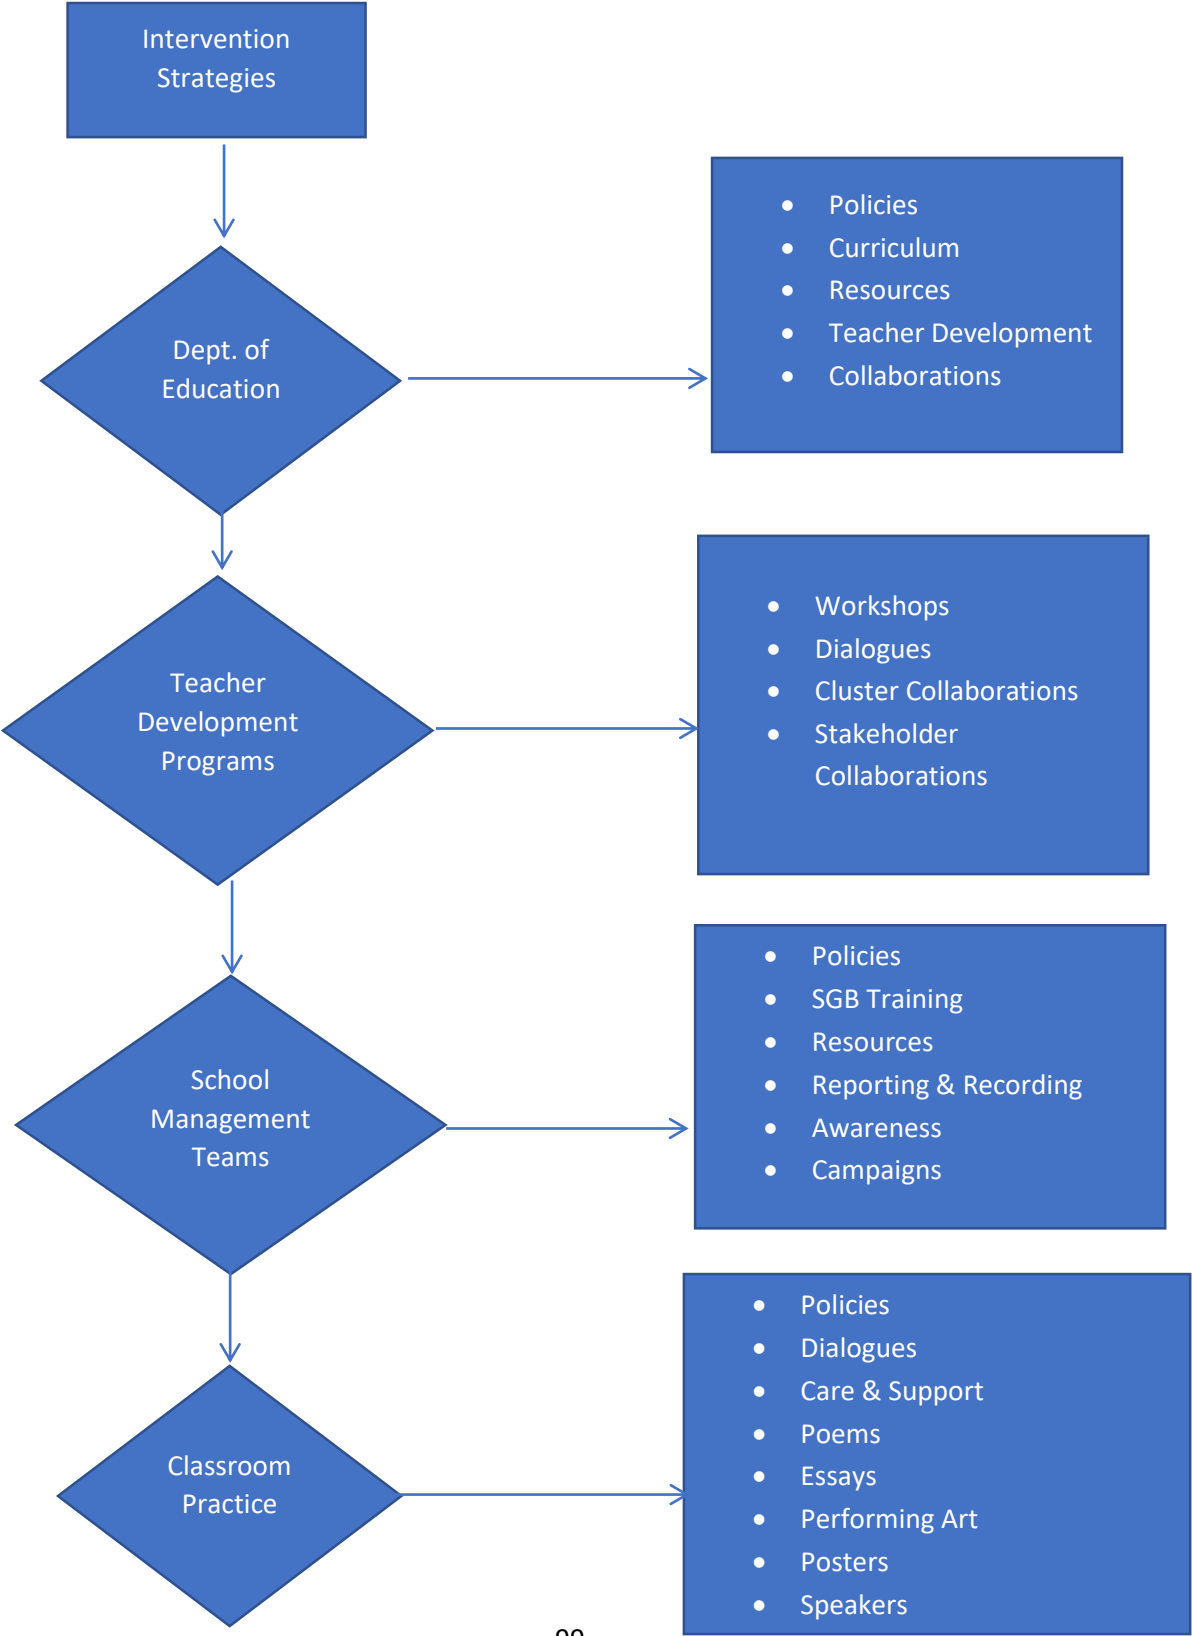 Intervention
Strategies
Dept. of
Education
• Policies
• Curriculum
• Resources
• Teacher Development
• Collaborations
Teacher
Development
Programs
• Workshops
• Dialogues
• Cluster Collaborations
• Stakeholder
Collaborations
School
Management
Teams
• Policies
• SGB Training
• Resources
• Reporting & Recording
• Awareness
• Campaigns
Classroom
Practice
• Policies
• Dialogues
• Care & Support
• Poems
• Essays
• Performing Art
• Posters
• Speakers